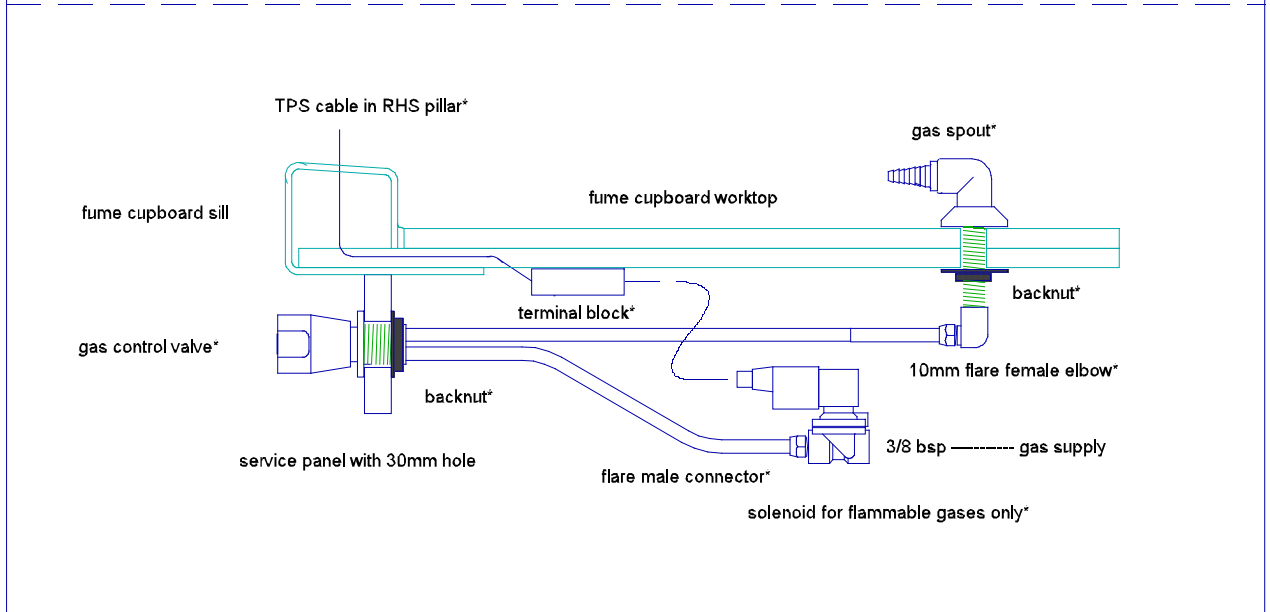 TPS cable in RHS pillar*
gas spout*
fume cupboard worktop
fume cupboard sill
backnut*
terminal block*
gas control valve*
10mm flare female elbow*
backnut*
3/8 bsp ---------- gas supply
service panel with 30mm hole
flare male connector*
solenoid for flammable gases only*